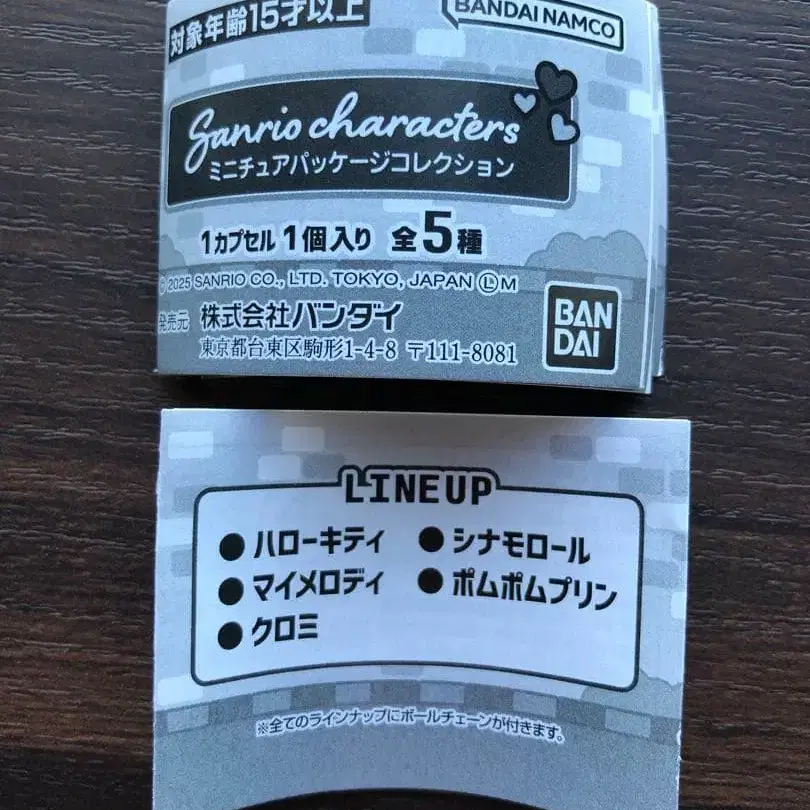 対象年齢15才以上
BANDAI NAMCO
Sanrio characters
ミニチュアパッケージコレクション
1カプセル1個入り 全5種
© 2025 SANRIO CO., LTD. TOKYO, JAPAN Ⓛ M
発売元 株式会社バンダイ
東京都台東区駒形1-4-8 〒111-8081
BAN
DAI
LINEUP
●ハローキティ ●シナモロール
●マイメロディ ●ポムポムプリン
●クロミ
※全てのラインナップにボールチェーンが付きます。